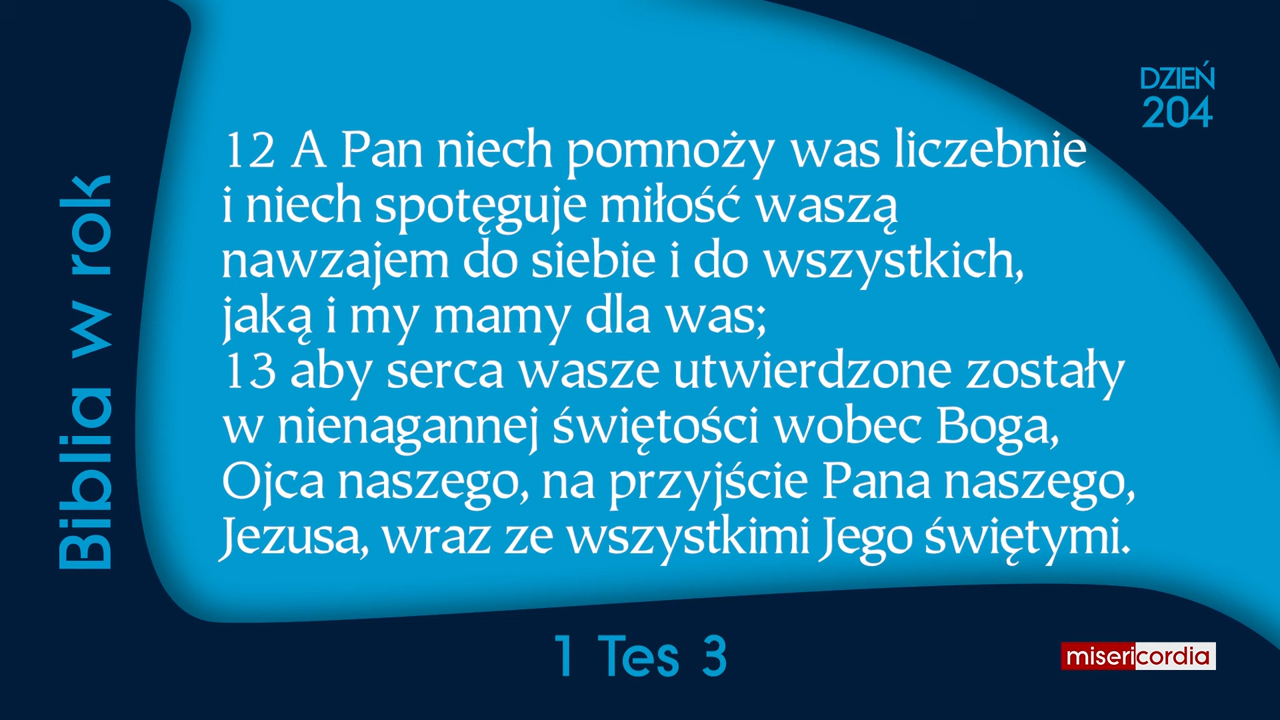 DZIEŃ
204
12 A Pan niech pomnoży was liczebnie
i niech spotęguje miłość waszą
nawzajem do siebie i do wszystkich,
jaką i my mamy dla was;
13 aby serca wasze utwierdzone zostały
w nienagannej świętości wobec Boga,
Ojca naszego, na przyjście Pana naszego,
Jezusa, wraz ze wszystkimi Jego świętymi.
Biblia w rok
1 Tes 3
misericordia